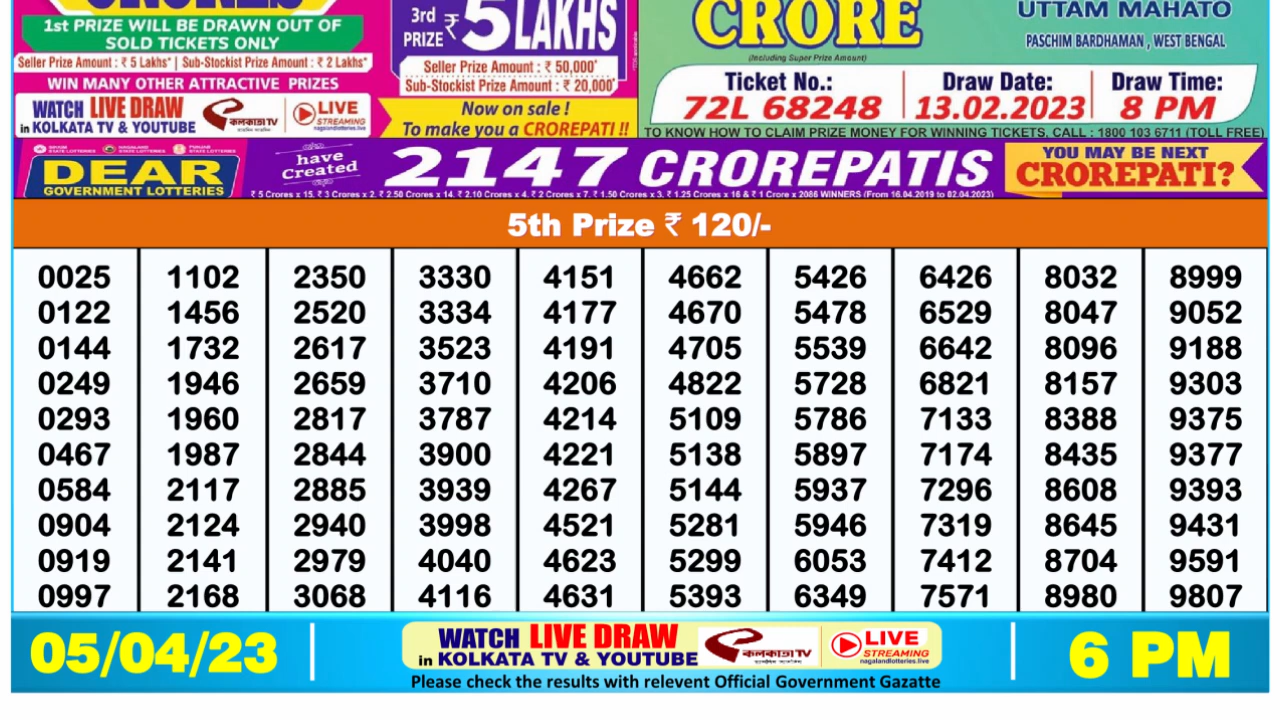 1st PRIZE WILL BE DRAWN OUT OF
SOLD TICKETS ONLY
Seller Prize Amount : ₹ 5 Lakhs* | Sub-Stockist Prize Amount : ₹ 2 Lakhs*
WIN MANY OTHER ATTRACTIVE PRIZES
WATCH LIVE DRAW
in KOLKATA TV & YOUTUBE
কলকাতা TV
LIVE
STREAMING
nagalandlotteries.live
3rd
PRIZE ₹ 5 LAKHS
Seller Prize Amount : ₹ 50,000*
Sub-Stockist Prize Amount : ₹ 20,000*
Now on sale !
To make you a CROREPATI !!
CRORE
(Including Super Prize Amount)
UTTAM MAHATO
PASCHIM BARDHAMAN , WEST BENGAL
Ticket No.: Draw Date: Draw Time:
72L 68248 13.02.2023 8 PM
TO KNOW HOW TO CLAIM PRIZE MONEY FOR WINNING TICKETS, CALL : 1800 103 6711 (TOLL FREE)
DEAR
GOVERNMENT LOTTERIES
have
Created
2147 CROREPATIS
₹ 5 Crores x 15, ₹ 3 Crores x 2, ₹ 2.50 Crores x 14, ₹ 2.10 Crores x 4, ₹ 2 Crores x 7, ₹ 1.50 Crores x 3, ₹ 1.25 Crores x 16 & ₹ 1 Crore x 2086 WINNERS (From 16.04.2019 to 02.04.2023)
YOU MAY BE NEXT
CROREPATI?
5th Prize ₹ 120/-
0025 1102 2350 3330 4151 4662 5426 6426 8032 8999
0122 1456 2520 3334 4177 4670 5478 6529 8047 9052
0144 1732 2617 3523 4191 4705 5539 6642 8096 9188
0249 1946 2659 3710 4206 4822 5728 6821 8157 9303
0293 1960 2817 3787 4214 5109 5786 7133 8388 9375
0467 1987 2844 3900 4221 5138 5897 7174 8435 9377
0584 2117 2885 3939 4267 5144 5937 7296 8608 9393
0904 2124 2940 3998 4521 5281 5946 7319 8645 9431
0919 2141 2979 4040 4623 5299 6053 7412 8704 9591
0997 2168 3068 4116 4631 5393 6349 7571 8980 9807
05/04/23
WATCH LIVE DRAW
in KOLKATA TV & YOUTUBE
কলকাতা TV
LIVE
STREAMING
nagalandlotteries.live
Please check the results with relevent Official Government Gazatte
6 PM